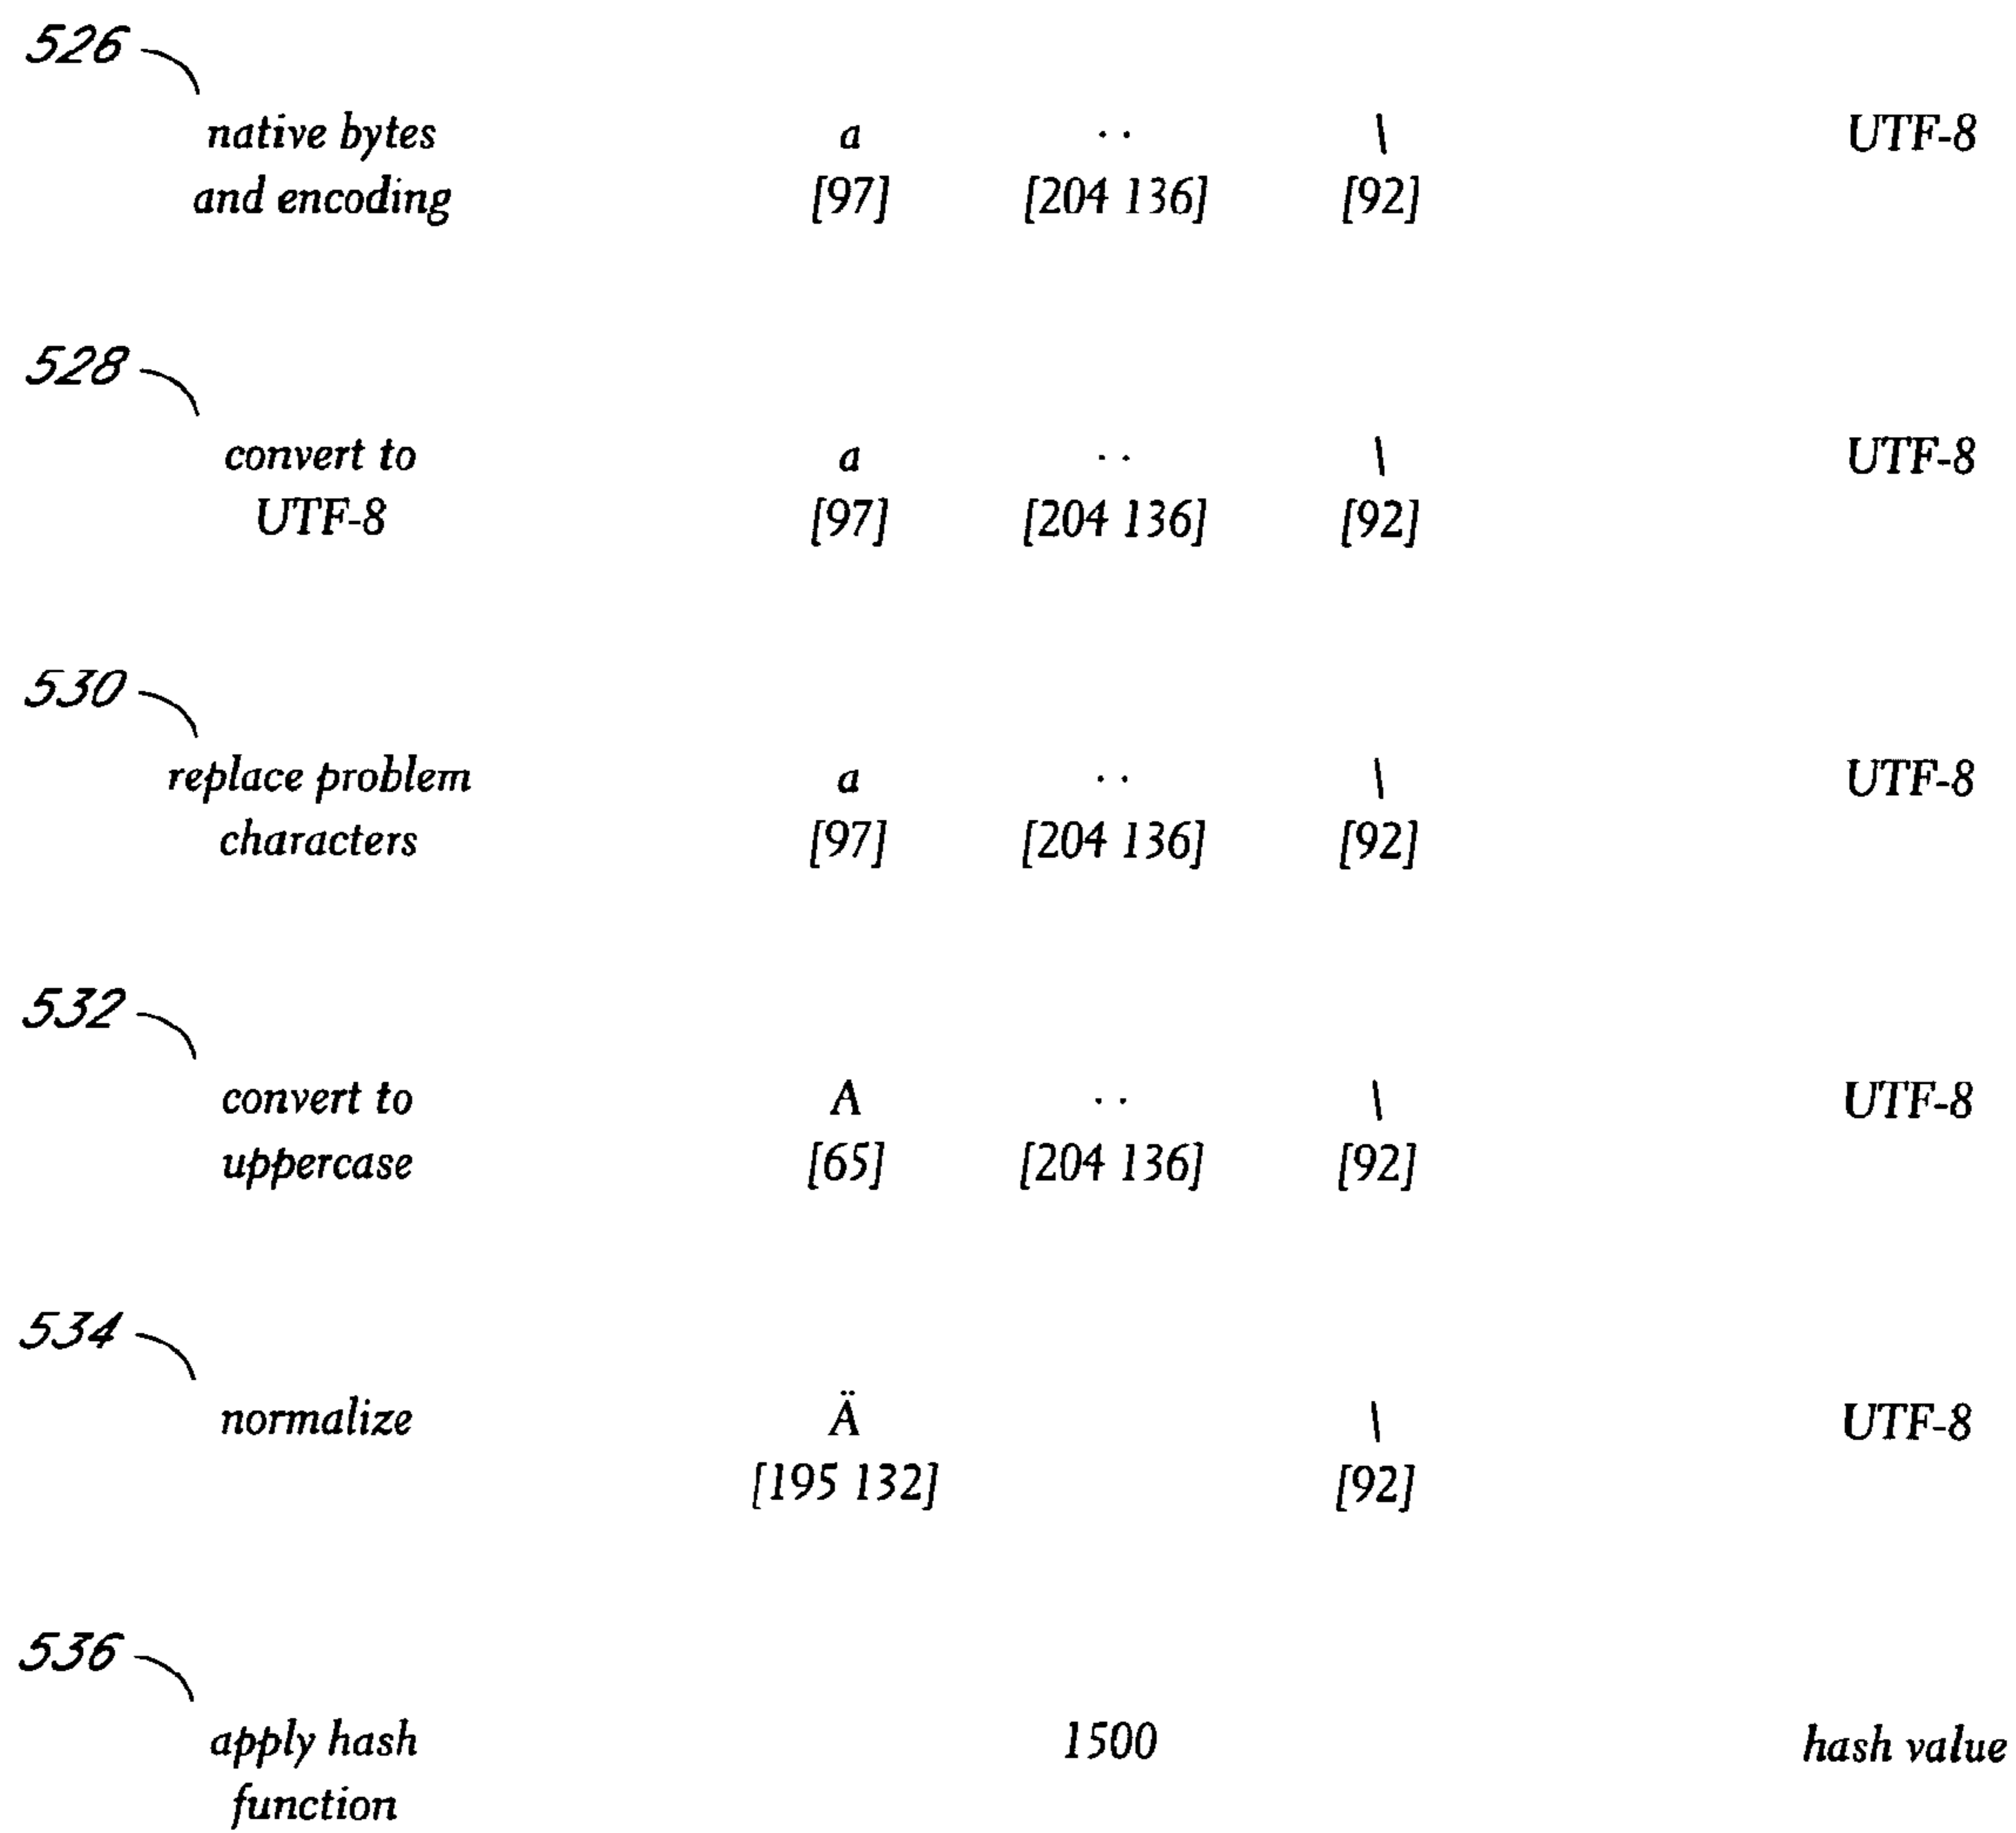 526
native bytes a ¨ \ UTF-8
and encoding [97] [204 136] [92]
528
convert to a ¨ \ UTF-8
UTF-8 [97] [204 136] [92]
530
replace problem a ¨ \ UTF-8
characters [97] [204 136] [92]
532
convert to A ¨ \ UTF-8
uppercase [65] [204 136] [92]
534
normalize Ä \ UTF-8
[195 132] [92]
536
apply hash 1500 hash value
function